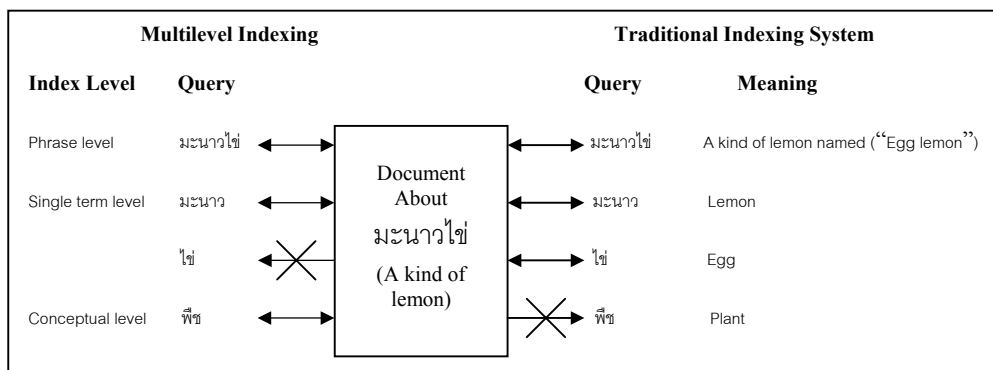 Multilevel Indexing Traditional Indexing System
Index Level Query Query Meaning
Phrase level มะนาวไข่ มะนาวไข่ A kind of lemon named (“Egg lemon”)
Single term level มะนาว มะนาว Lemon
ไข่ ไข่ Egg
Conceptual level พืช พืช Plant
Document
About
มะนาวไข่
(A kind of
lemon)